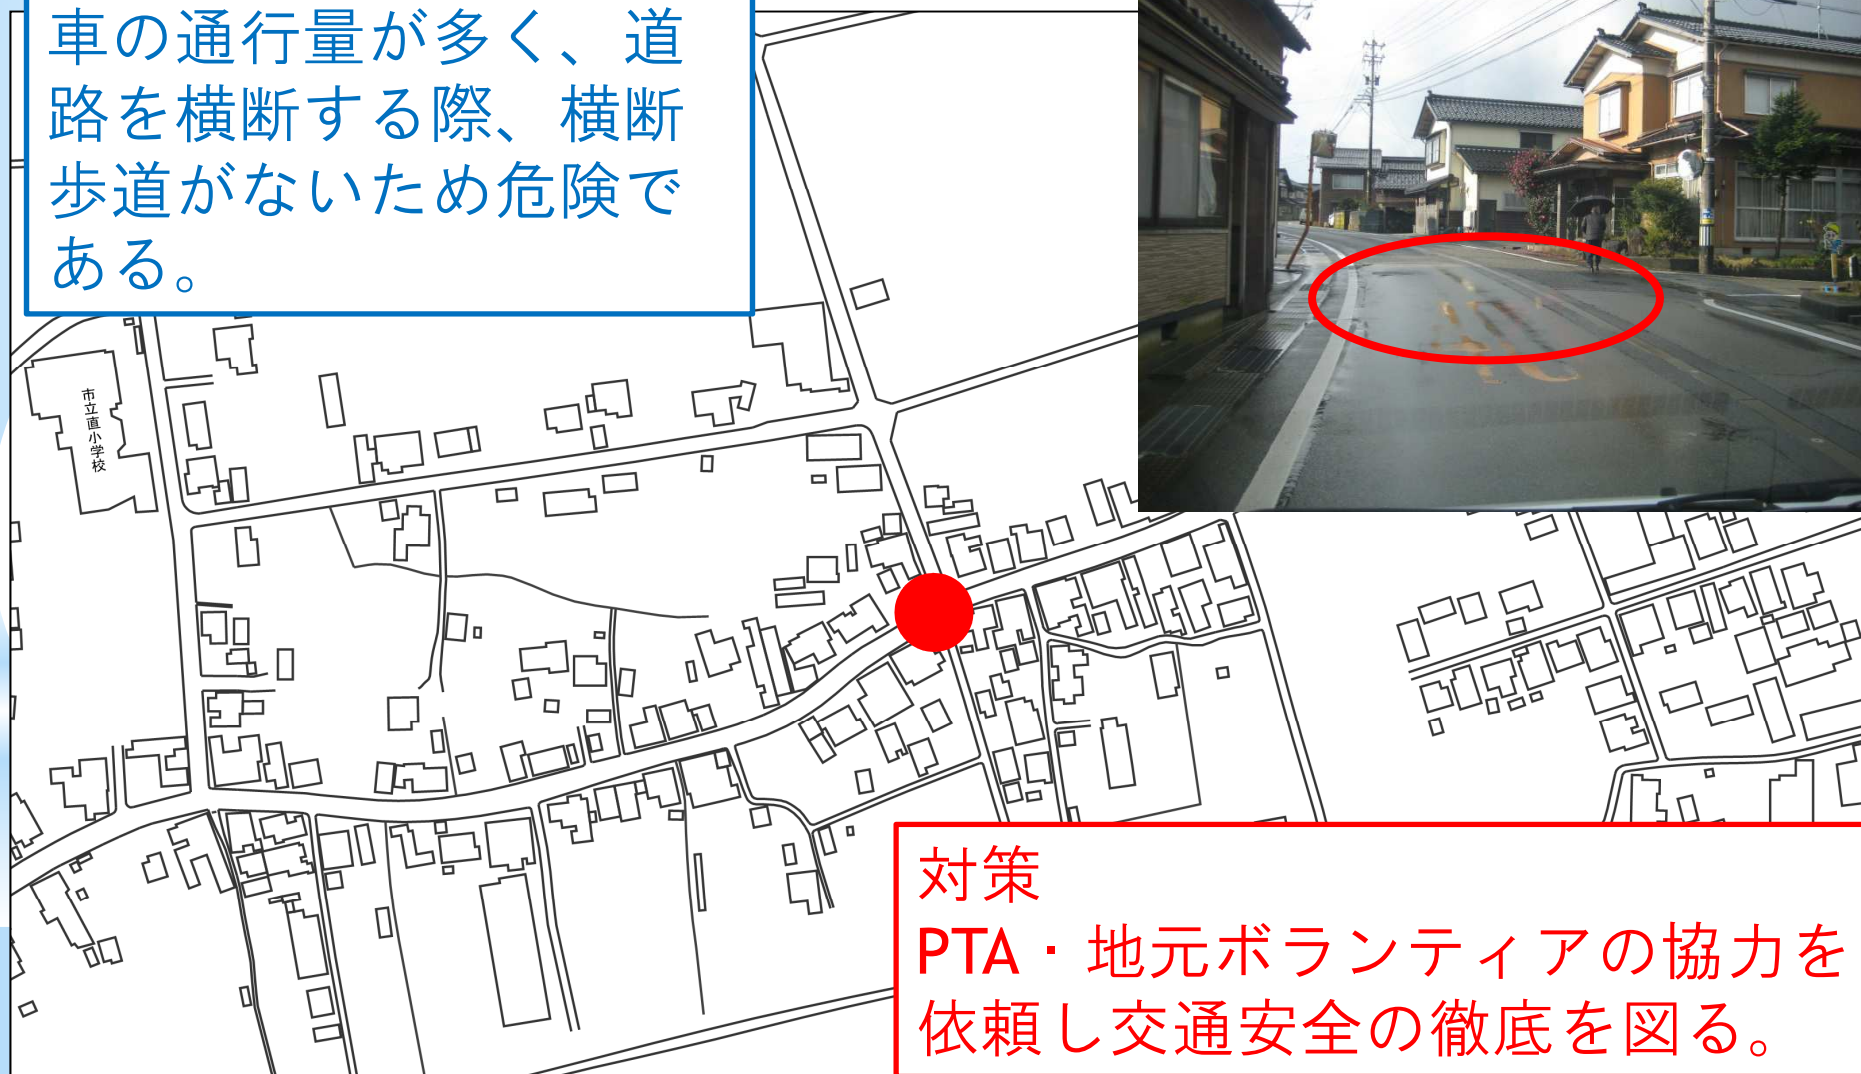 車の通行量が多く、道
路を横断する際、横断
歩道がないため危険で
ある。
市立直小学校
対策
PTA・地元ボランティアの協力を
依頼し交通安全の徹底を図る。